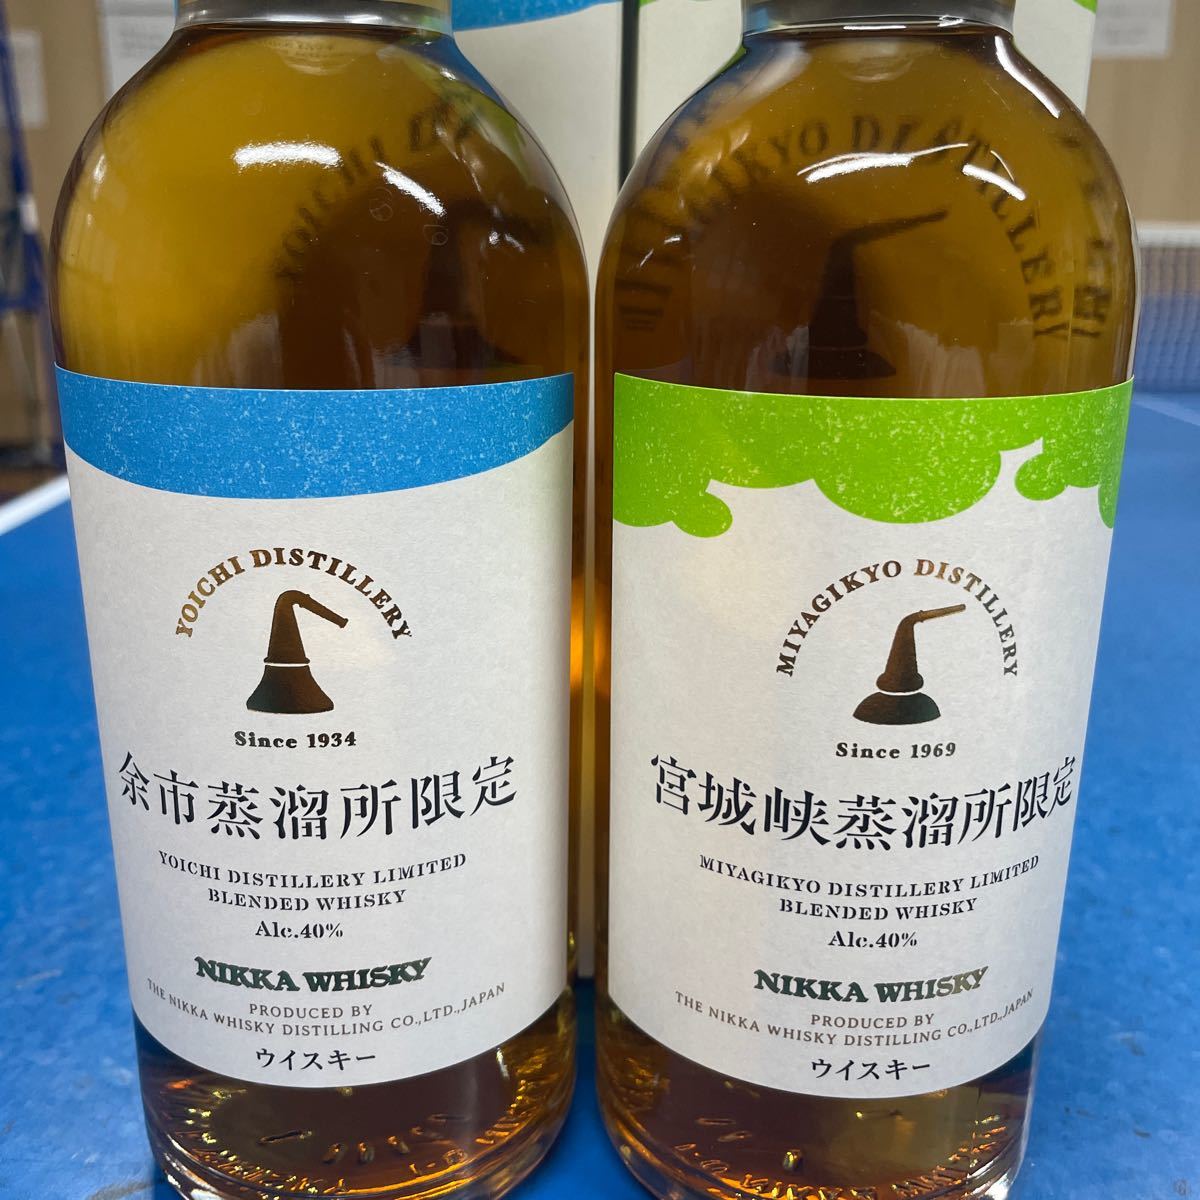 YOICHI DISTILLERY
Since 1934
余市蒸溜所限定
YOICHI DISTILLERY LIMITED
BLENDED WHISKY
Alc.40%
NIKKA WHISKY
PRODUCED BY
THE NIKKA WHISKY DISTILLING CO.,LTD.,JAPAN
ウイスキー
MIYAGIKYO DISTILLERY
Since 1969
宮城峡蒸溜所限定
MIYAGIKYO DISTILLERY LIMITED
BLENDED WHISKY
Alc.40%
NIKKA WHISKY
PRODUCED BY
THE NIKKA WHISKY DISTILLING CO.,LTD.,JAPAN
ウイスキー